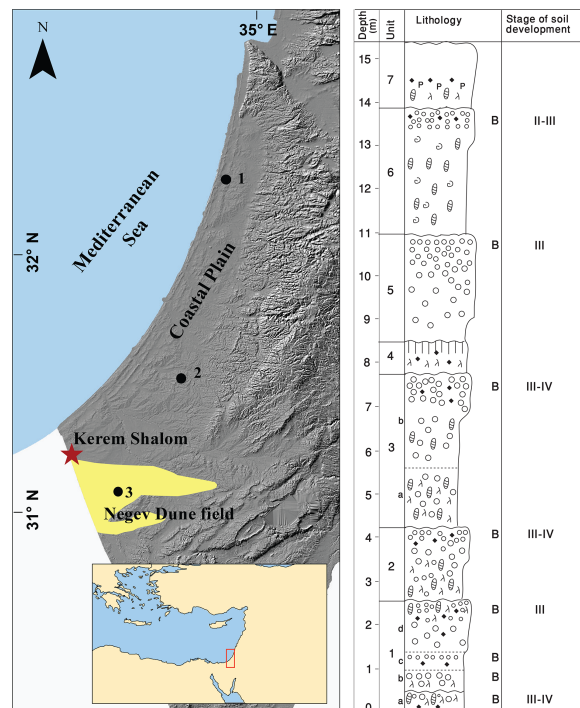 N
35° E
1
Mediterranean
Sea
32° N
Coastal Plain
2
Kerem Shalom
3
Negev Dune field
31° N
Depth
(m)
Unit
Lithology
Stage of soil
development
15
7
P P P
14
B II-III
13
6
12
11
B III
10
5
9
4
8
B III-IV
7
b
6
3
5
a
4
B III-IV
2
3
B III
2
d
1
c B
1
b B
a B III-IV
0